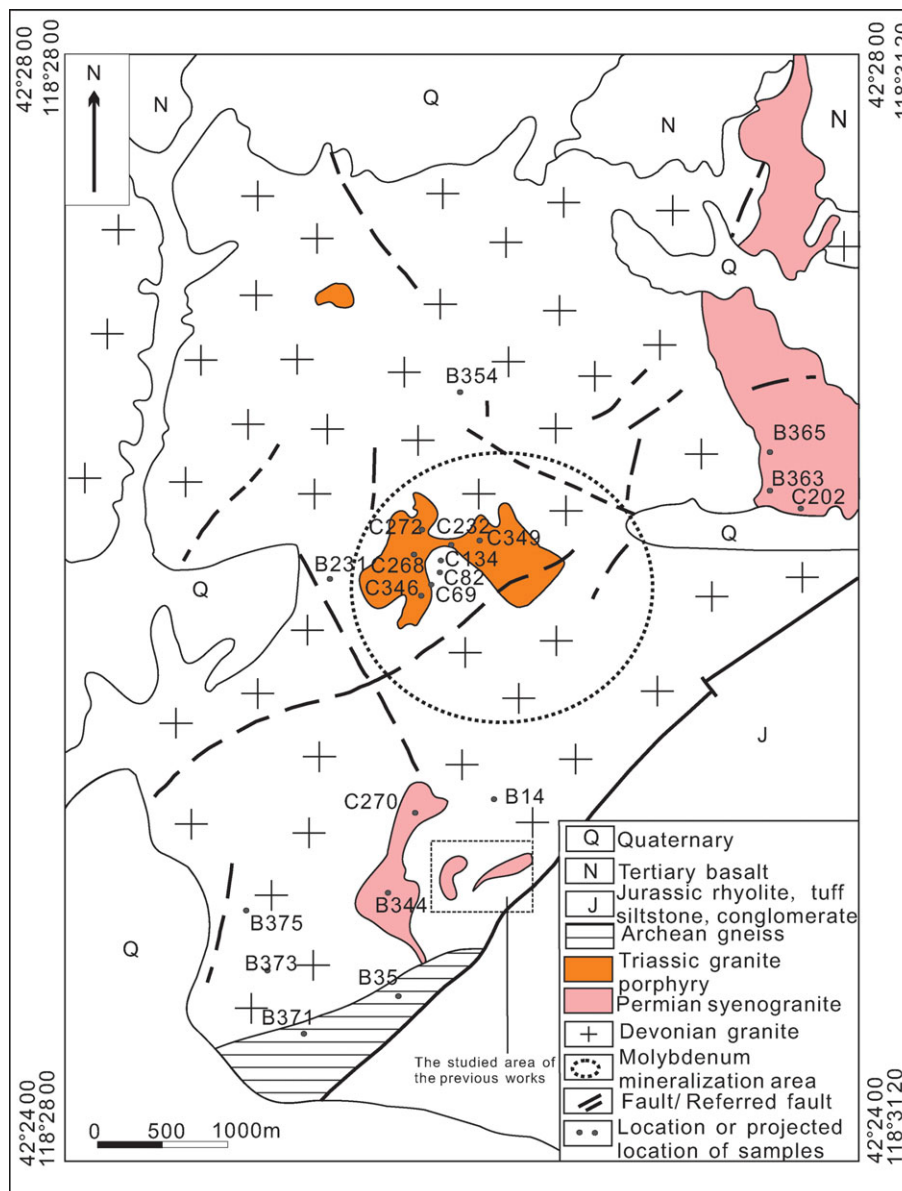 42°28 00
118°28 00
42°28 00
118°31 20
N
N
Q
N
N
Q
B354
B365
B363
C202
C272
C232
C349
Q
B231
C268
C134
C82
C346
C69
Q
J
C270
B14
B344
B375
Q
B373
B35
B371
The studied area of
the previous works
Q Quaternary
N Tertiary basalt
J Jurassic rhyolite, tuff
siltstone, conglomerate
Archean gneiss
Triassic granite
porphyry
Permian syenogranite
Devonian granite
Molybdenum
mineralization area
Fault/Referred fault
Location or projected
location of samples
0 500 1000m
42°24 00
118°28 00
42°24 00
118°31 20